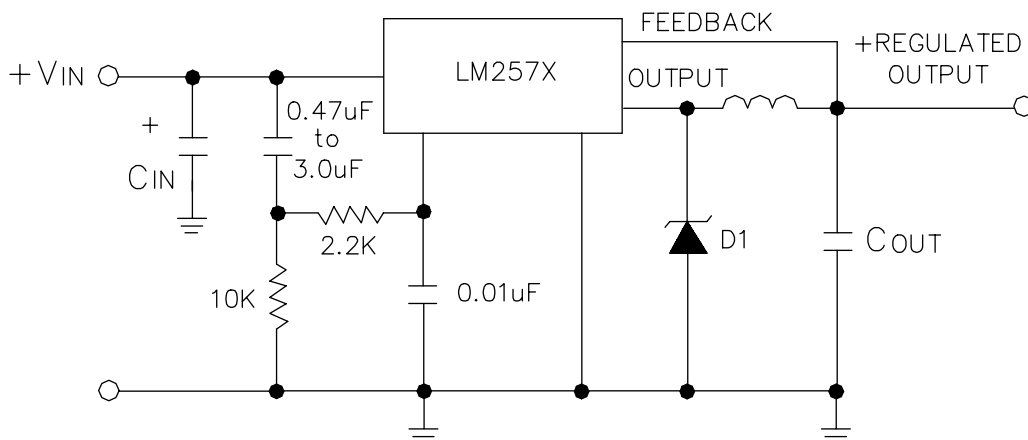 FEEDBACK
+REGULATED
OUTPUT
+VIN
LM257X
OUTPUT
+
0.47uF
to
3.0uF
CIN
2.2K
D1
COUT
10K
0.01uF